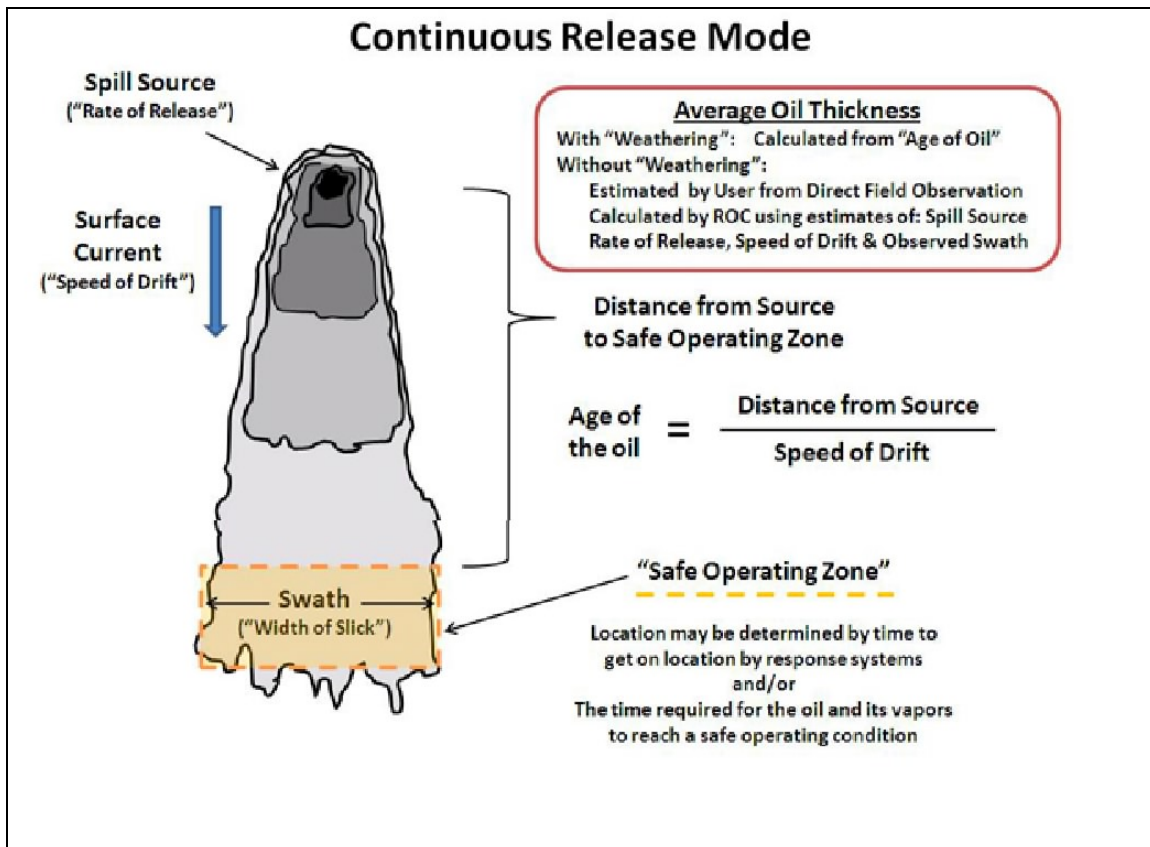 Continuous Release Mode
Spill Source
("Rate of Release")
Surface
Current
("Speed of Drift")
Average Oil Thickness
With "Weathering": Calculated from "Age of Oil"
Without "Weathering":
Estimated by User from Direct Field Observation
Calculated by ROC using estimates of: Spill Source
Rate of Release, Speed of Drift & Observed Swath
Distance from Source
to Safe Operating Zone
Age of
the oil
=
Distance from Source
Speed of Drift
"Safe Operating Zone"
Swath
("Width of Slick")
Location may be determined by time to
get on location by response systems
and/or
The time required for the oil and its vapors
to reach a safe operating condition